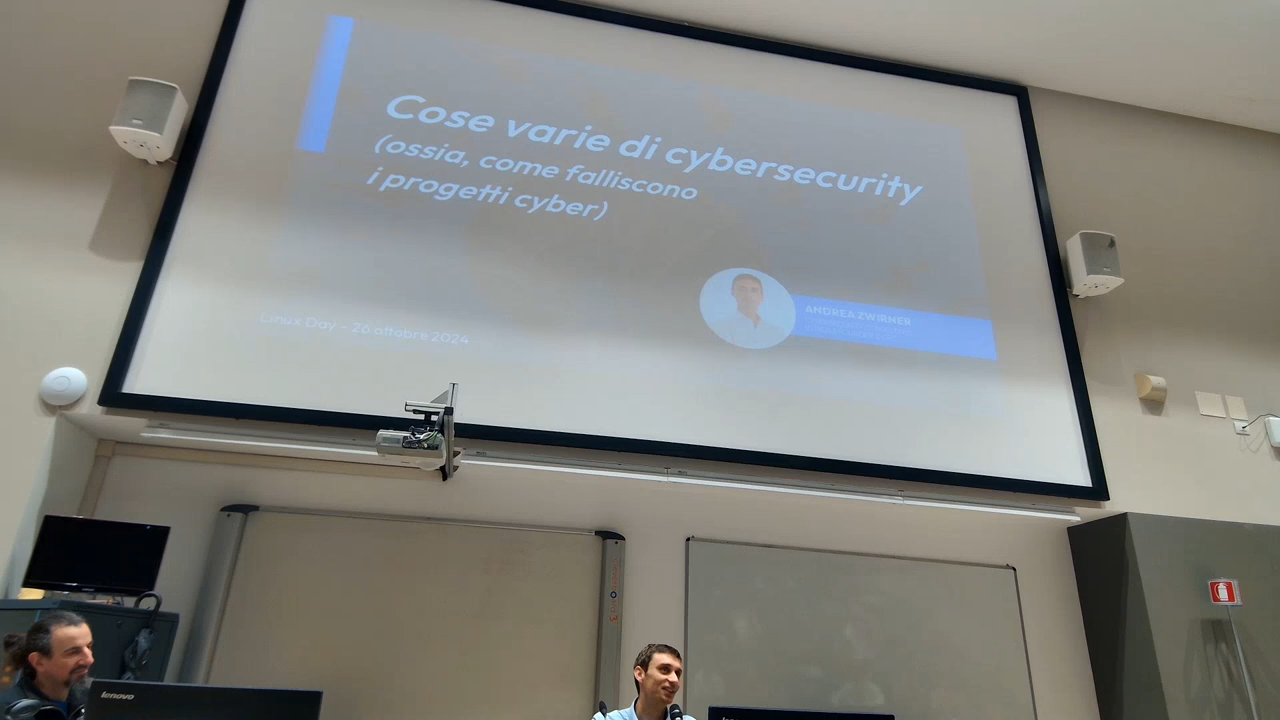 Cose varie di cybersecurity
(ossia, come falliscono
i progetti cyber)
ANDREA ZWIRNER
Linux Day - 26 ottobre 2024
lenovo